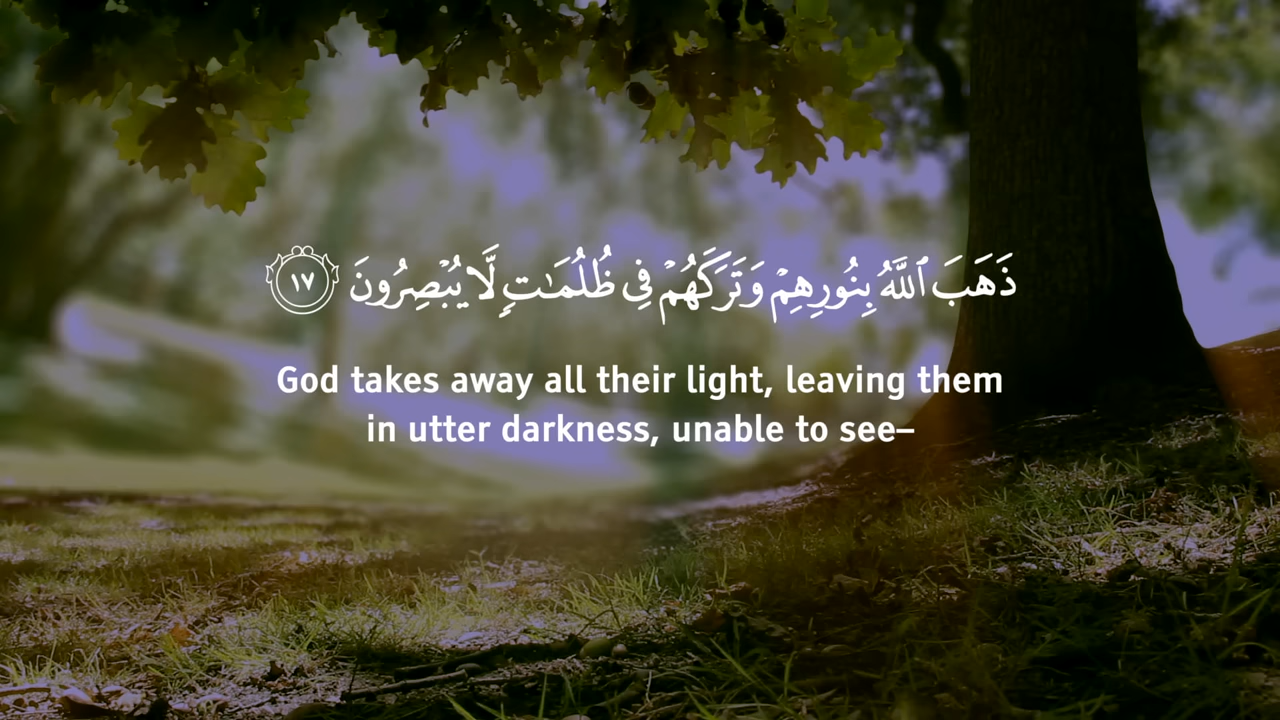 ذَهَبَ ٱللَّهُ بِنُورِهِمْ وَتَرَكَهُمْ فِى ظُلُمَـٰتٍ لَّا يُبْصِرُونَ ١٧
God takes away all their light, leaving them
in utter darkness, unable to see–